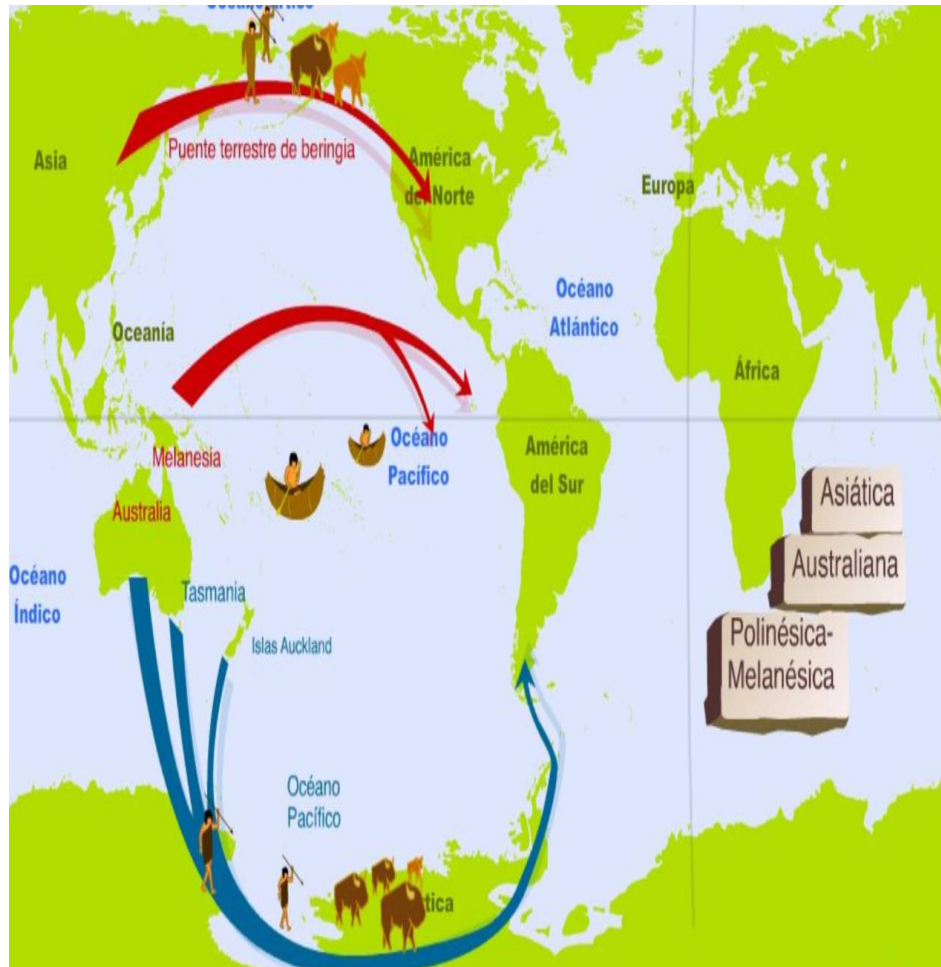 Puente terrestre de beringia
Asia
América
del Norte
Europa
Océano
Atlántico
Oceanía
África
Melanesia
Océano
Pacífico
América
del Sur
Australia
Asiática
Australiana
Polinésica-
Melanésica
Océano
Índico
Tasmania
Islas Auckland
Océano
Pacífico